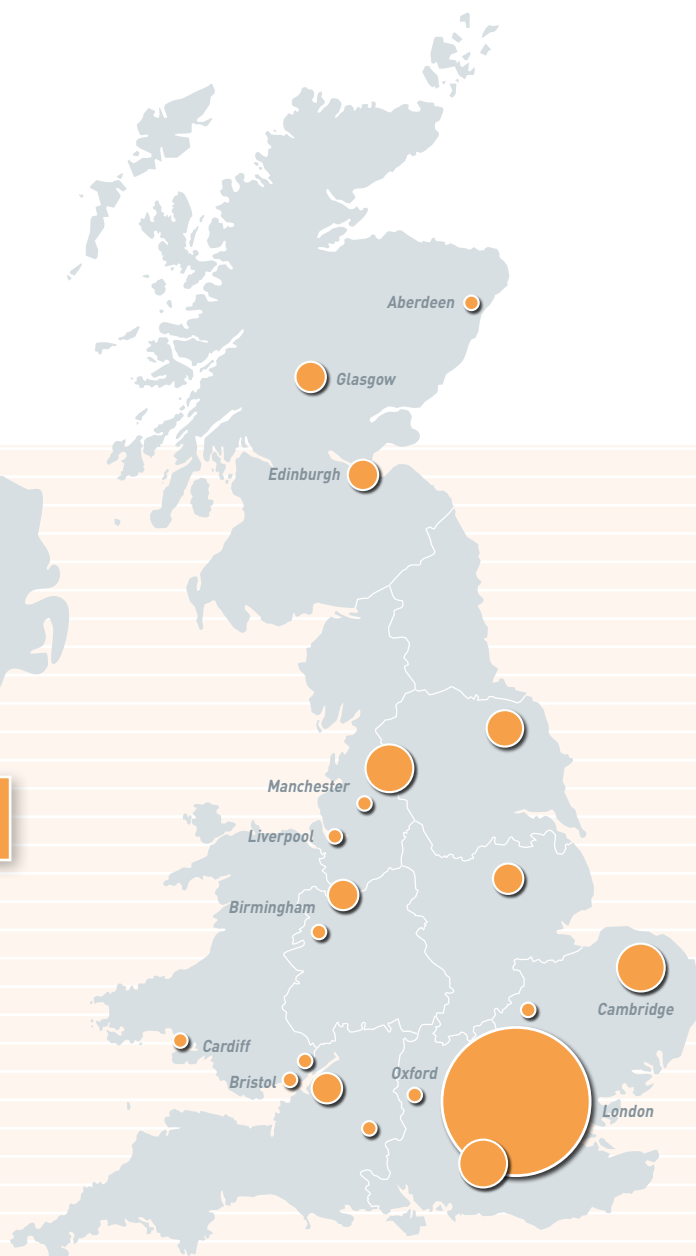 Aberdeen
Glasgow
Edinburgh
Manchester
Liverpool
Birmingham
Cambridge
Cardiff
Oxford
Bristol
London